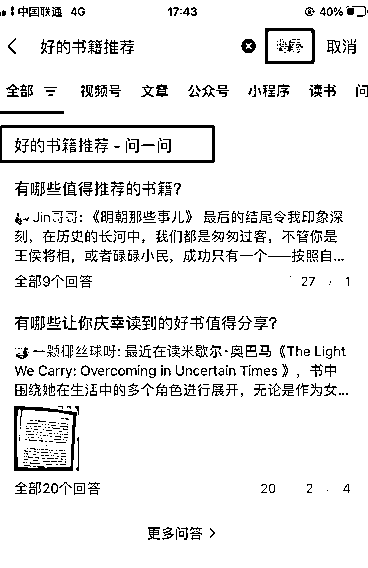 中国联通 4G 17:43 40%
好的书籍推荐 取消
全部 视频号 文章 公众号 小程序 读书 问
好的书籍推荐 - 问一问
有哪些值得推荐的书籍?
Jin哥哥: 《明朝那些事儿》 最后的结尾令我印象深
刻，在历史的长河中，我们都是匆匆过客，不管你是
王侯将相，或者碌碌小民，成功只有一个——按照自...
全部9个回答 27 1
有哪些让你庆幸读到的好书值得分享?
一颗椰丝球呀: 最近在读米歇尔·奥巴马《The Light
We Carry: Overcoming in Uncertain Times 》，书中
围绕她在生活中的多个角色进行展开，无论是作为女...
全部20个回答 20 2 4
更多问答 >